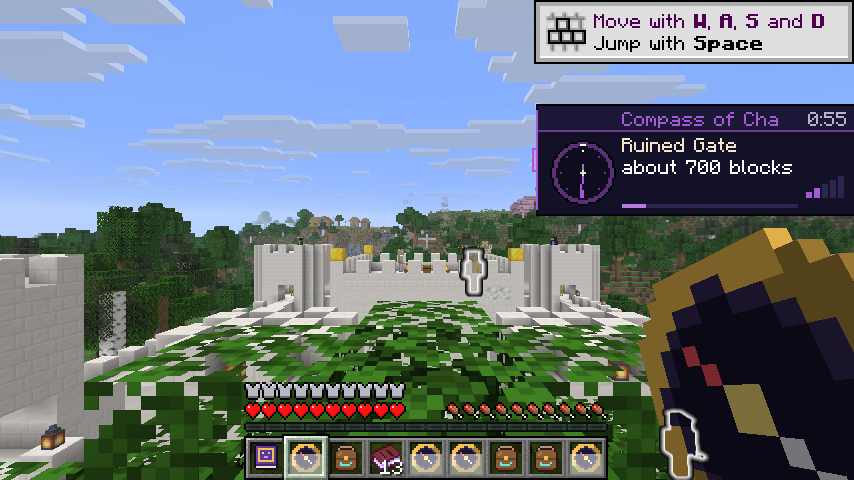 Move with W, A, S and D
Jump with Space
Compass of Cha 0:55
Ruined Gate
about 700 blocks
13